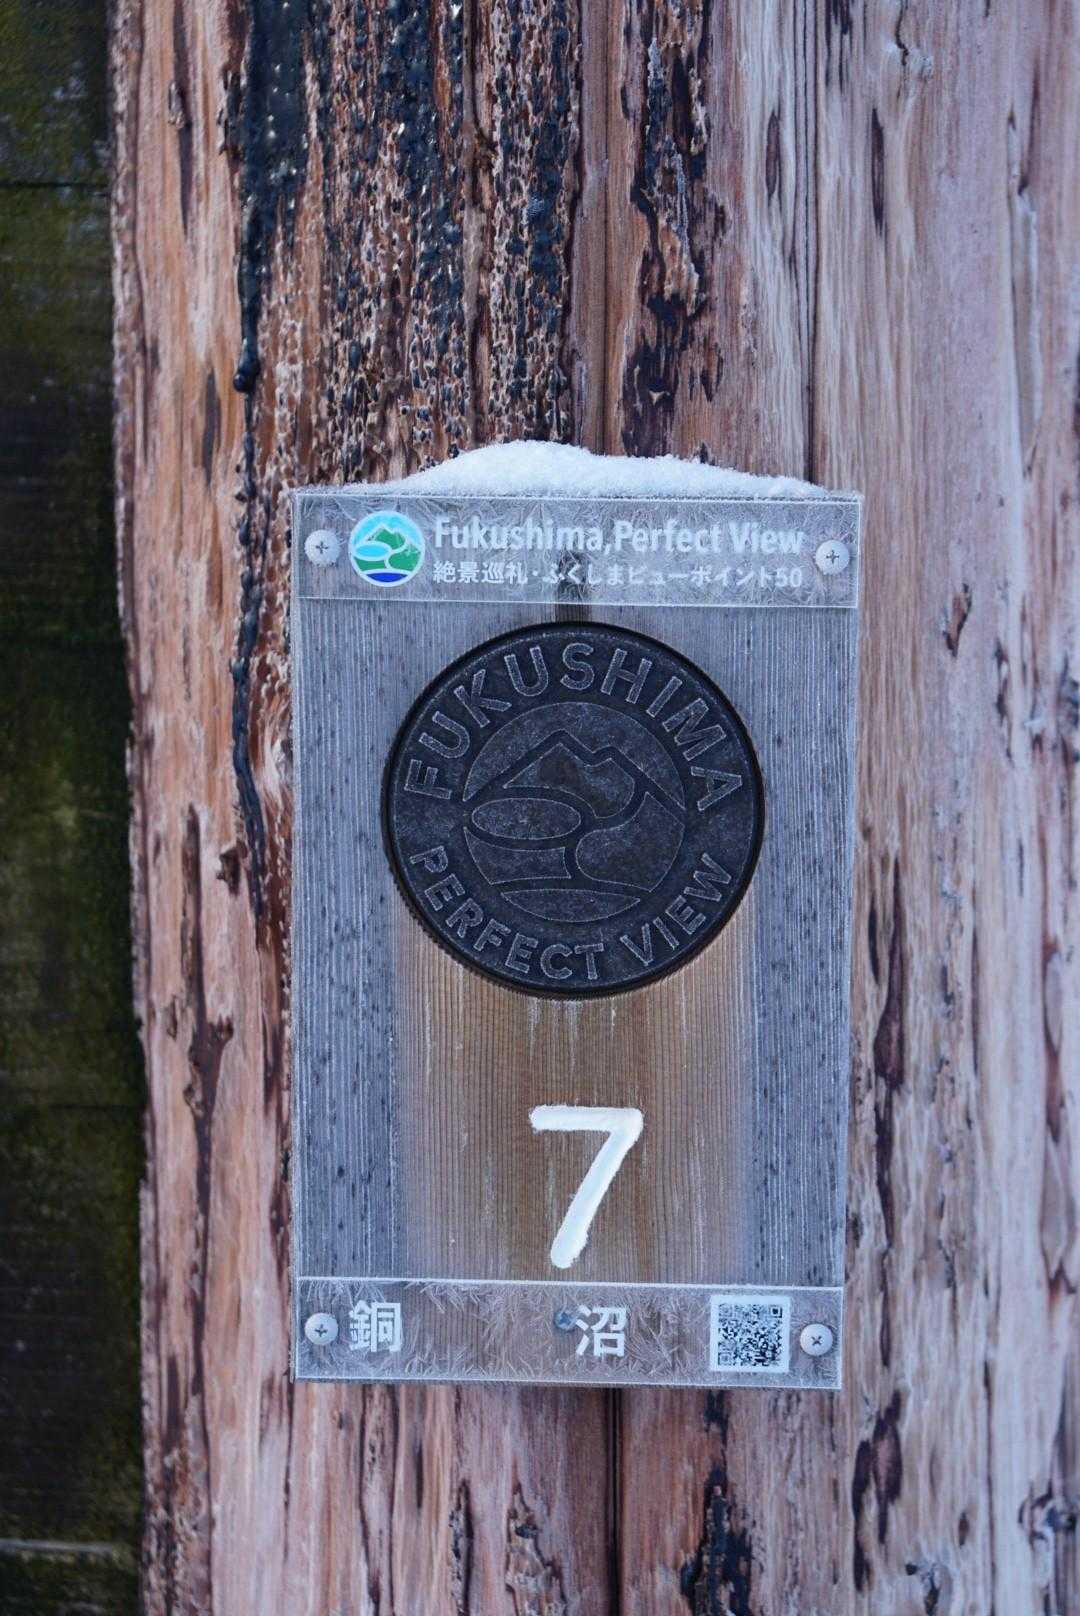 Fukushima,Perfect View
絶景巡礼・ふくしまビューポイント50
FUKUSHIMA
PERFECT VIEW
7
銅沼